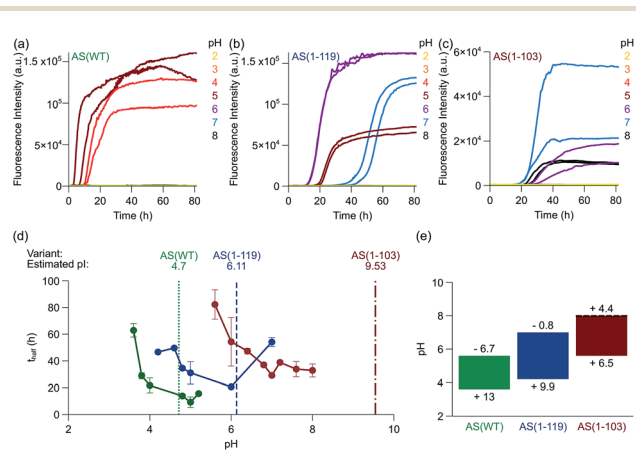 (a)
AS(WT)
Fluorescence Intensity (a.u.)
1.5 x10⁵
10⁵
5×10⁴
0
0 20 40 60 80
Time (h)
pH
2
3
4
5
6
7
8
(b)
AS(1-119)
Fluorescence Intensity (a.u.)
1.5 x10⁵
10⁵
5×10⁴
0
0 20 40 60 80
Time (h)
pH
2
3
4
5
6
7
8
(c)
AS(1-103)
Fluorescence Intensity (a.u.)
6×10⁴
4×10⁴
2×10⁴
0
0 20 40 60 80
Time (h)
pH
2
3
4
5
6
7
8
(d)
Variant: AS(WT) AS(1-119) AS(1-103)
Estimated pI: 4.7 6.11 9.53
t half (h)
100
80
60
40
20
0
2 4 6 8 10
pH
(e)
pH
10
8
6
4
2
- 6.7 - 0.8 + 4.4
+ 13 + 9.9 + 6.5
AS(WT) AS(1-119) AS(1-103)